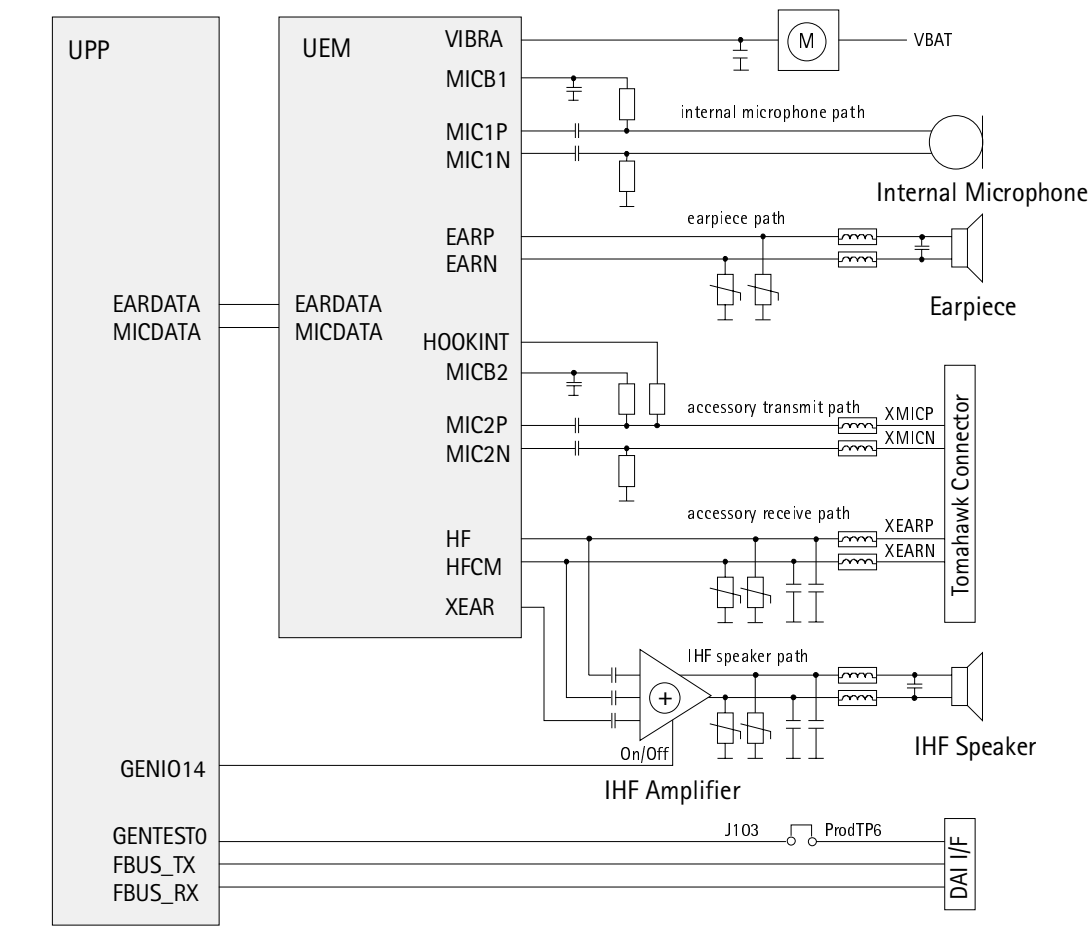 UPP
UEM
VIBRA
M
VBAT
MICB1
internal microphone path
MIC1P
MIC1N
Internal Microphone
earpiece path
EARP
EARN
Earpiece
EARDATA
MICDATA
EARDATA
MICDATA
HOOKINT
MICB2
accessory transmit path
XMICP
MIC2P
XMICN
MIC2N
Tomahawk Connector
accessory receive path
XEARP
HF
XEARN
HFCM
XEAR
IHF speaker path
+
On/Off
IHF Speaker
GENIO14
IHF Amplifier
J103
ProdTP6
GENTEST0
FBUS_TX
FBUS_RX
DAI I/F